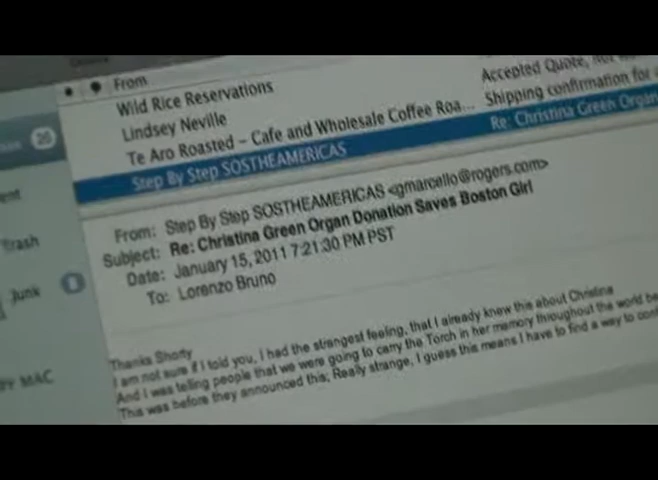 From
Wild Rice Reservations
Accepted Quote,
Lindsey Neville
Shipping confirmation for
Te Aro Roasted – Cafe and Wholesale Coffee Roa...
Re: Christina Green Organ
Step By Step SOSTHEAMERICAS
20
Trash
Junk
BY MAC
From: Step By Step SOSTHEAMERICAS <gmarcello@rogers.com>
Subject: Re: Christina Green Organ Donation Saves Boston Girl
Date: January 15, 2011 7:21:30 PM PST
To: Lorenzo Bruno
Thanks Shorty
I am not sure if I told you, I had the strangest feeling, that I already knew this about Christina
And I was telling people that we were going to carry the Torch in her memory throughout the world
This was before they announced this; Really strange, I guess this means I have to find a way to